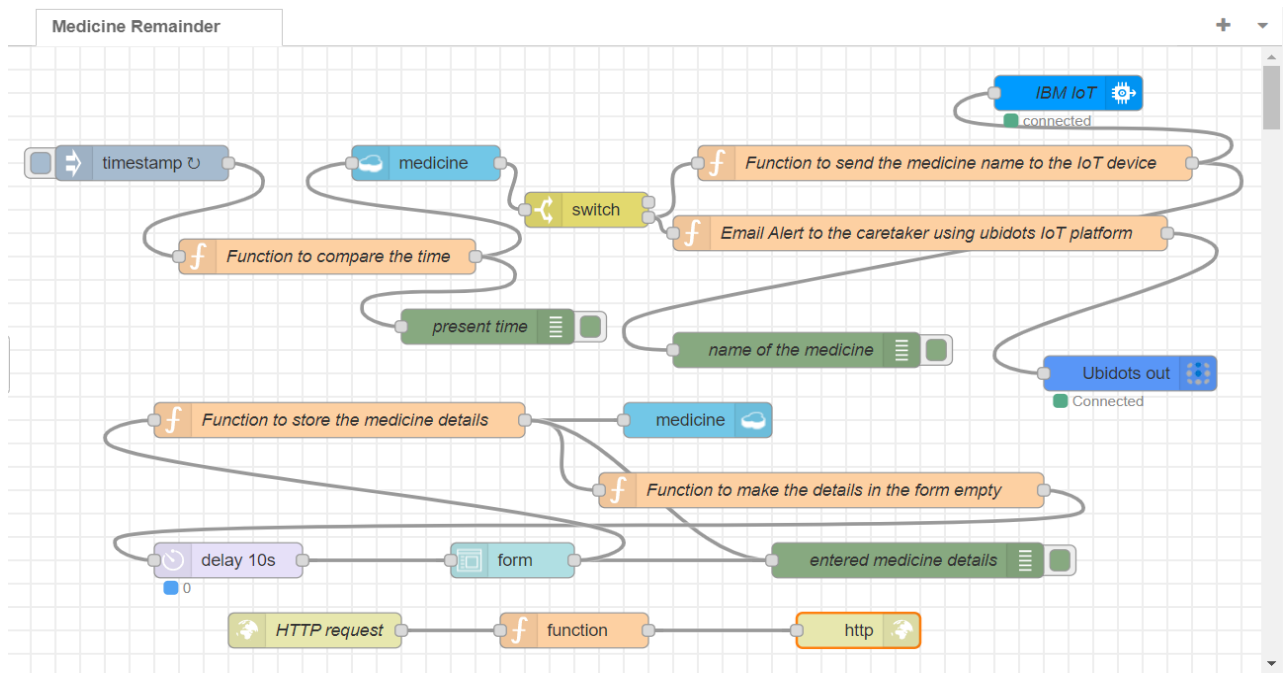 Medicine Remainder
IBM IoT
connected
timestamp ↻
medicine
Function to send the medicine name to the IoT device
switch
Email Alert to the caretaker using ubidots IoT platform
Function to compare the time
present time
name of the medicine
Ubidots out
Connected
Function to store the medicine details
medicine
Function to make the details in the form empty
delay 10s
form
entered medicine details
0
HTTP request
function
http